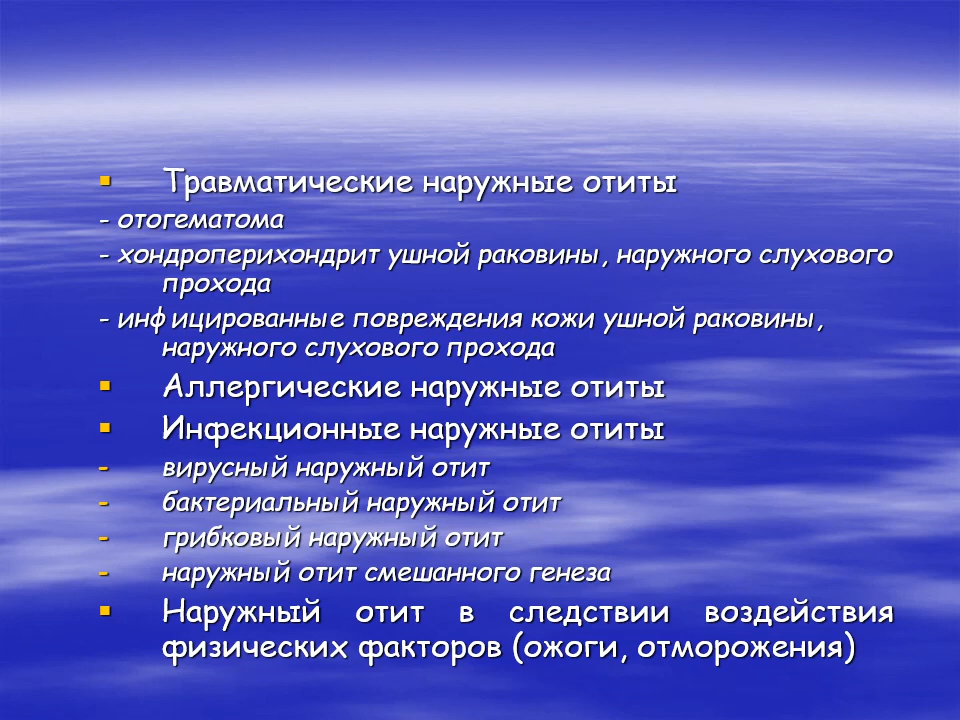 ▪ Травматические наружные отиты
- отогематома
- хондроперихондрит ушной раковины, наружного слухового
прохода
- инфицированные повреждения кожи ушной раковины,
наружного слухового прохода
▪ Аллергические наружные отиты
▪ Инфекционные наружные отиты
- вирусный наружный отит
- бактериальный наружный отит
- грибковый наружный отит
- наружный отит смешанного генеза
▪ Наружный отит в следствии воздействия
физических факторов (ожоги, отморожения)